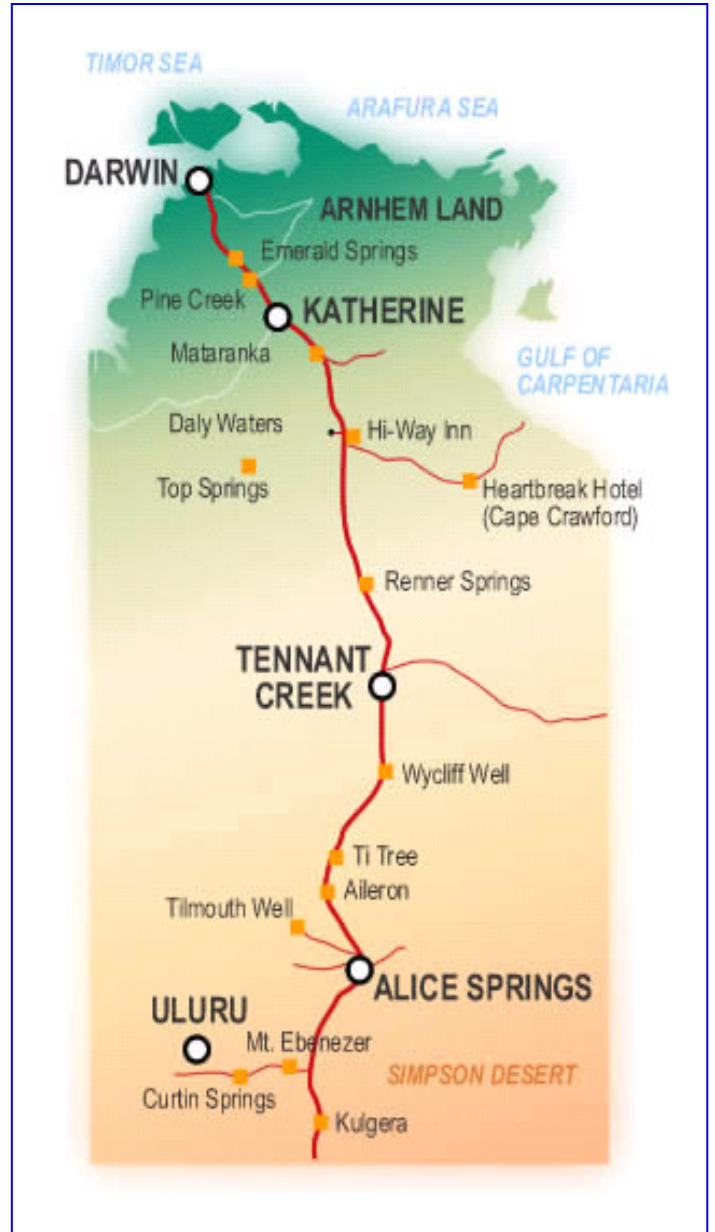 TIMOR SEA
ARAFURA SEA
DARWIN
ARNHEM LAND
Emerald Springs
Pine Creek
KATHERINE
Mataranka
GULF OF
CARPENTARIA
Daly Waters
Hi-Way Inn
Top Springs
Heartbreak Hotel
(Cape Crawford)
Renner Springs
TENNANT
CREEK
Wycliff Well
Ti Tree
Aileron
Tilmouth Well
ALICE SPRINGS
ULURU
Mt. Ebenezer
SIMPSON DESERT
Curtin Springs
Kulgera